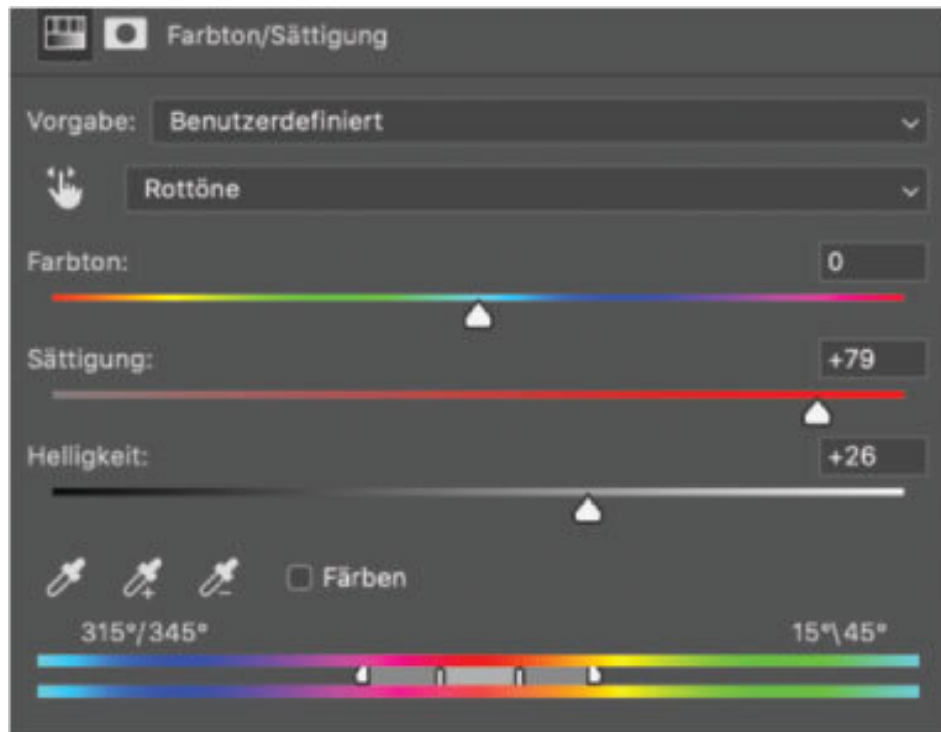 Farbton/Sättigung
Vorgabe: Benutzerdefiniert
Rottöne
Farbton: 0
Sättigung: +79
Helligkeit: +26
Färben
315°/345° 15°\45°